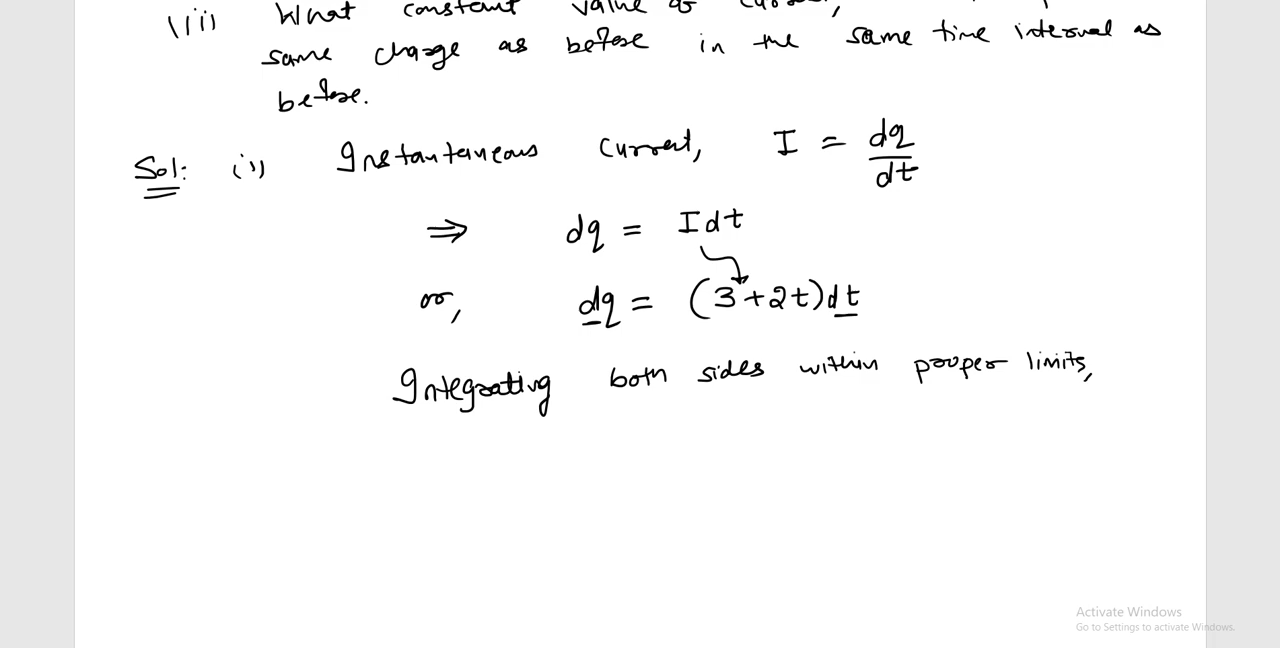 (ii) What constant value of
same charge as before in the same time interval as
before.
Sol: (i) Instantaneous current, I = dq/dt
⇒ dq = Idt
or, dq = (3+2t)dt
Integrating both sides within proper limits,
Activate Windows
Go to Settings to activate Windows.